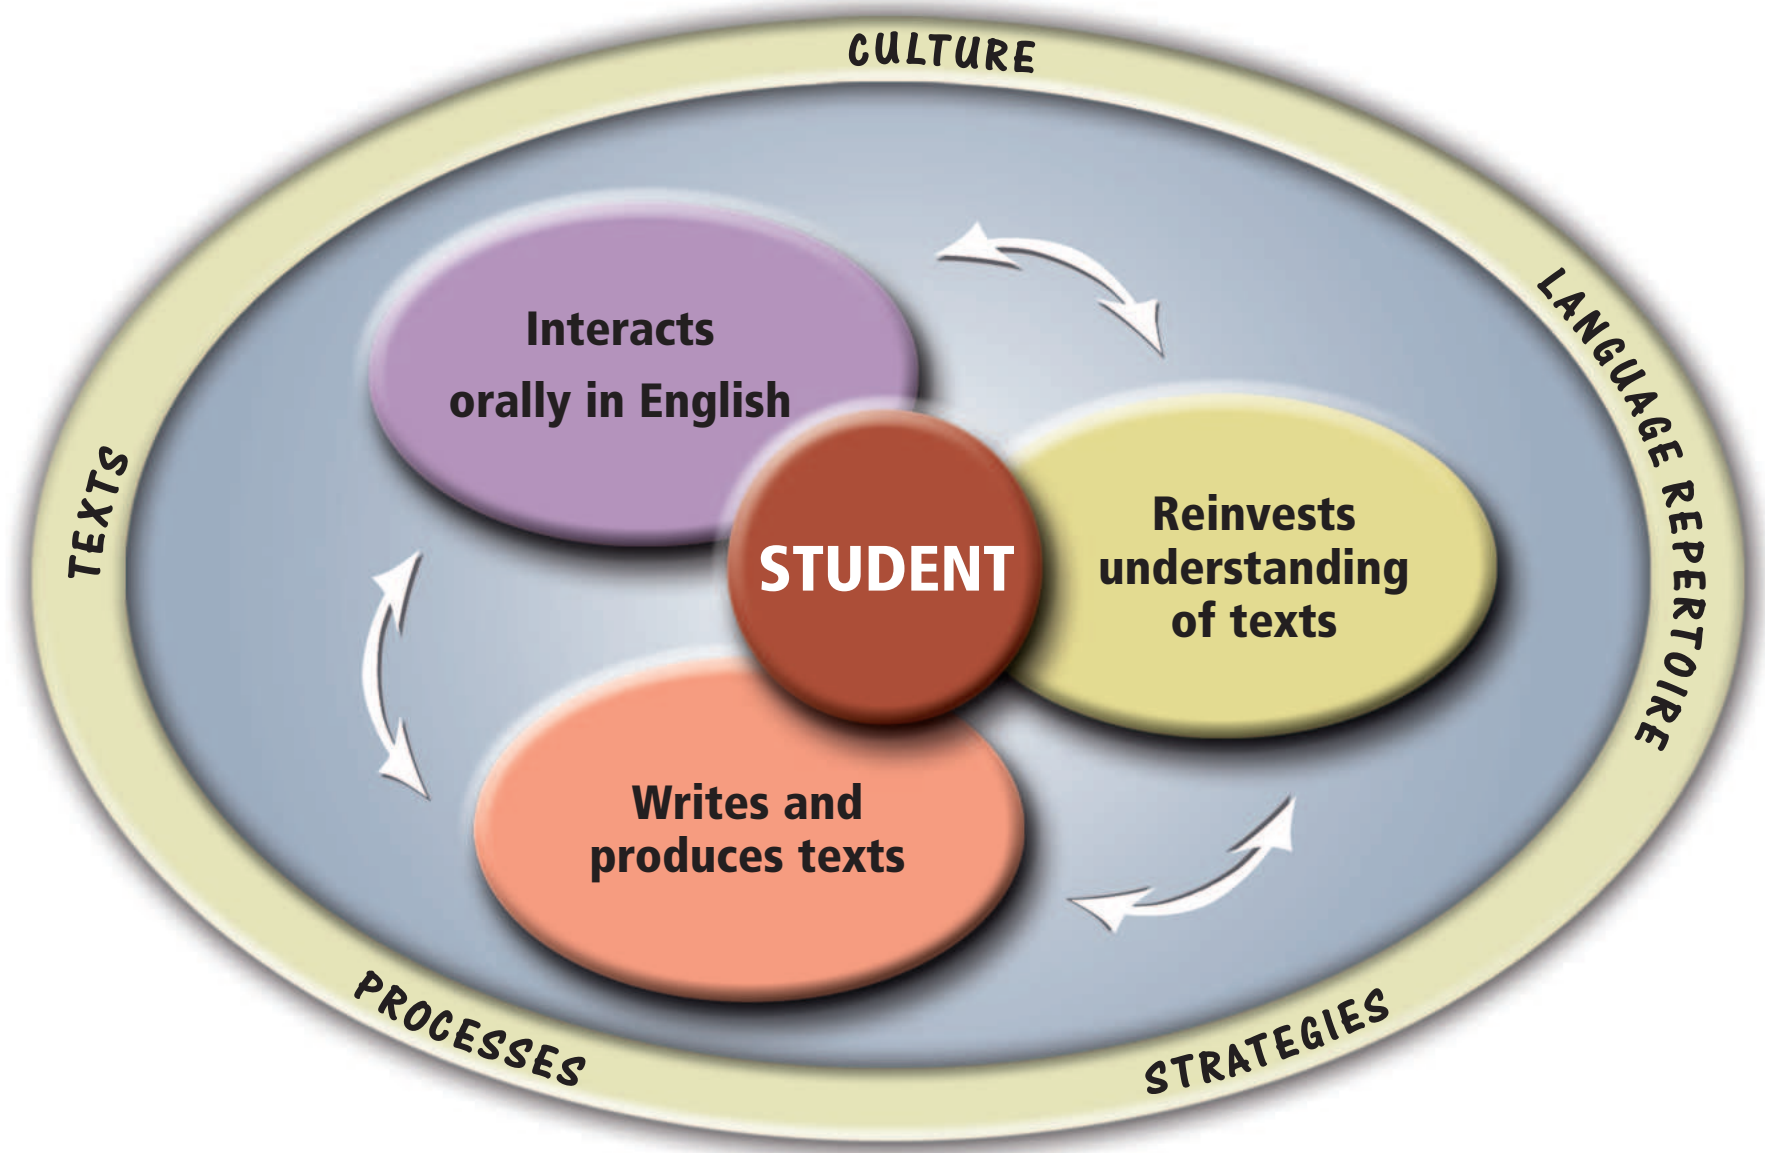 CULTURE
LANGUAGE REPERTOIRE
Interacts
orally in English
TEXTS
STUDENT
Reinvests
understanding
of texts
Writes and
produces texts
PROCESSES
STRATEGIES